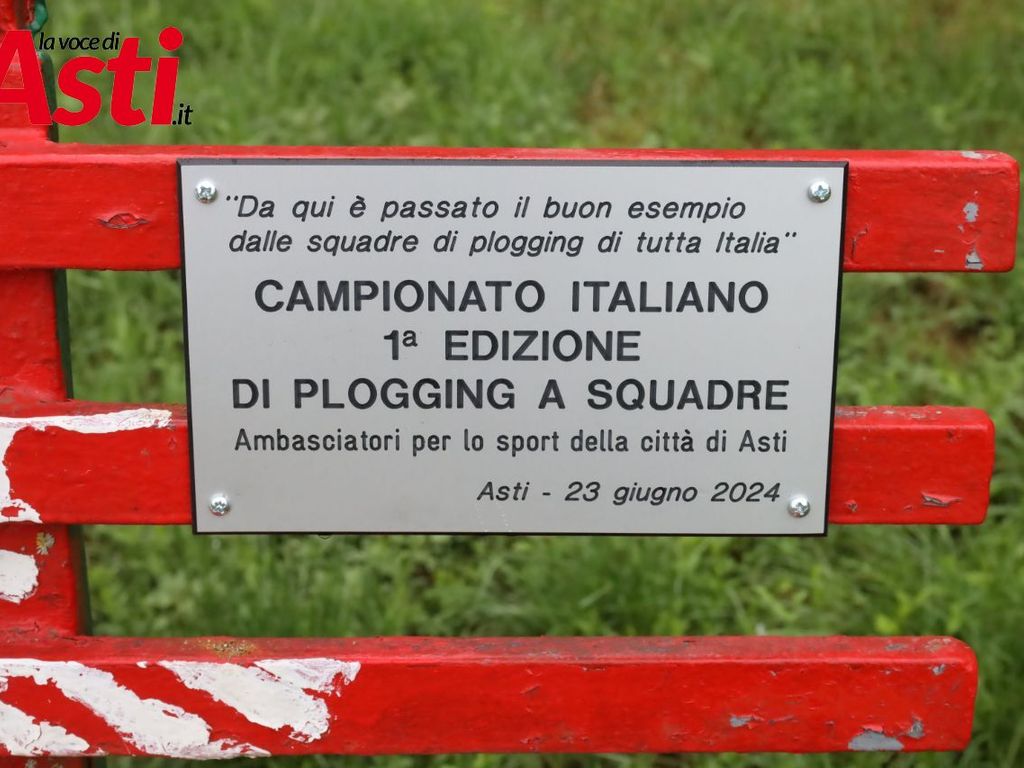 la voce di
Asti
.it
"Da qui è passato il buon esempio
dalle squadre di plogging di tutta Italia"
CAMPIONATO ITALIANO
1ª EDIZIONE
DI PLOGGING A SQUADRE
Ambasciatori per lo sport della città di Asti
Asti - 23 giugno 2024